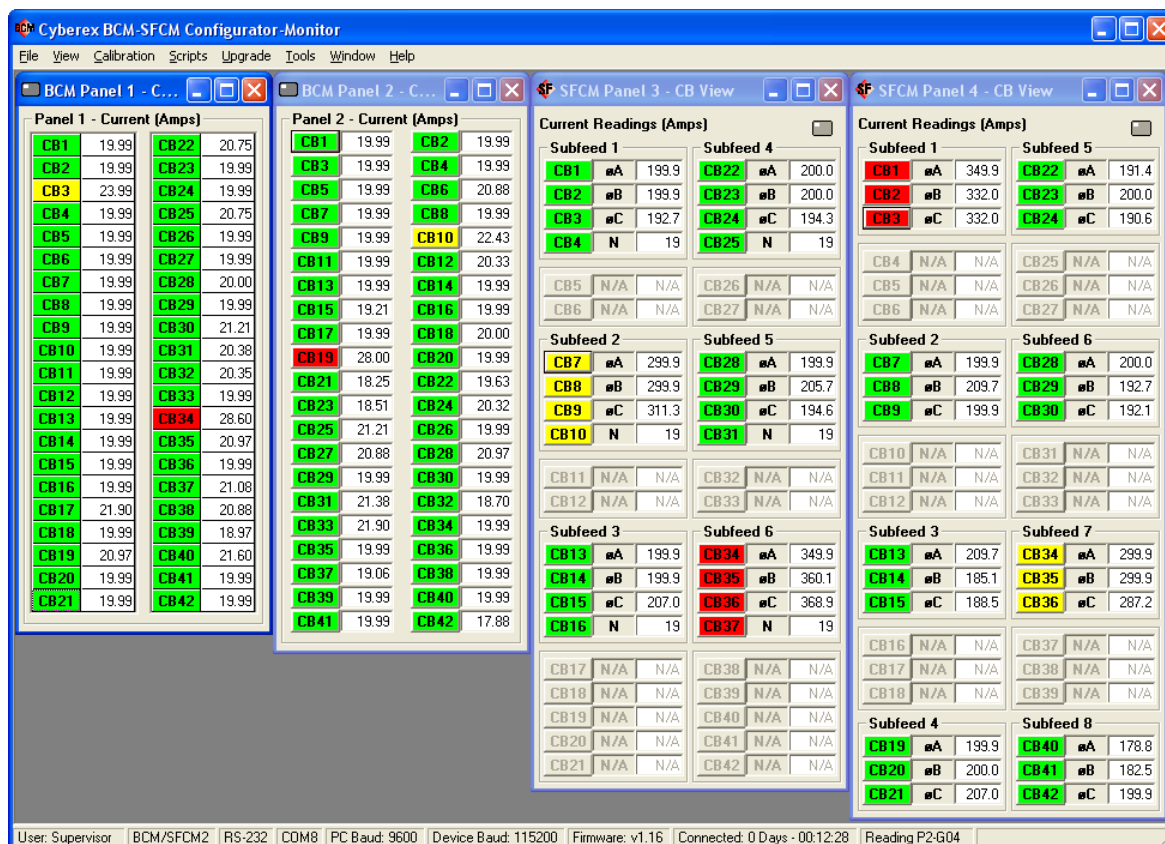 BCM Cyberex BCM-SFCM Configurator-Monitor
File View Calibration Scripts Upgrade Tools Window Help
BCM Panel 1 - C...
Panel 1 - Current (Amps)
CB1 19.99 CB22 20.75
CB2 19.99 CB23 19.99
CB3 23.99 CB24 19.99
CB4 19.99 CB25 20.75
CB5 19.99 CB26 19.99
CB6 19.99 CB27 19.99
CB7 19.99 CB28 20.00
CB8 19.99 CB29 19.99
CB9 19.99 CB30 21.21
CB10 19.99 CB31 20.38
CB11 19.99 CB32 20.35
CB12 19.99 CB33 19.99
CB13 19.99 CB34 28.60
CB14 19.99 CB35 20.97
CB15 19.99 CB36 19.99
CB16 19.99 CB37 21.08
CB17 21.90 CB38 20.88
CB18 19.99 CB39 18.97
CB19 20.97 CB40 21.60
CB20 19.99 CB41 19.99
CB21 19.99 CB42 19.99
BCM Panel 2 - C...
Panel 2 - Current (Amps)
CB1 19.99 CB2 19.99
CB3 19.99 CB4 19.99
CB5 19.99 CB6 20.88
CB7 19.99 CB8 19.99
CB9 19.99 CB10 22.43
CB11 19.99 CB12 20.33
CB13 19.99 CB14 19.99
CB15 19.21 CB16 19.99
CB17 19.99 CB18 20.00
CB19 28.00 CB20 19.99
CB21 18.25 CB22 19.63
CB23 18.51 CB24 20.32
CB25 21.21 CB26 19.99
CB27 20.88 CB28 20.97
CB29 19.99 CB30 19.99
CB31 21.38 CB32 18.70
CB33 21.90 CB34 19.99
CB35 19.99 CB36 19.99
CB37 19.06 CB38 19.99
CB39 19.99 CB40 19.99
CB41 19.99 CB42 17.88
SF SFCM Panel 3 - CB View
Current Readings (Amps)
Subfeed 1 Subfeed 4
CB1 øA 199.9 CB22 øA 200.0
CB2 øB 199.9 CB23 øB 200.0
CB3 øC 192.7 CB24 øC 194.3
CB4 N 19 CB25 N 19
CB5 N/A N/A CB26 N/A N/A
CB6 N/A N/A CB27 N/A N/A
Subfeed 2 Subfeed 5
CB7 øA 299.9 CB28 øA 199.9
CB8 øB 299.9 CB29 øB 205.7
CB9 øC 311.3 CB30 øC 194.6
CB10 N 19 CB31 N 19
CB11 N/A N/A CB32 N/A N/A
CB12 N/A N/A CB33 N/A N/A
Subfeed 3 Subfeed 6
CB13 øA 199.9 CB34 øA 349.9
CB14 øB 199.9 CB35 øB 360.1
CB15 øC 207.0 CB36 øC 368.9
CB16 N 19 CB37 N 19
CB17 N/A N/A CB38 N/A N/A
CB18 N/A N/A CB39 N/A N/A
CB19 N/A N/A CB40 N/A N/A
CB20 N/A N/A CB41 N/A N/A
CB21 N/A N/A CB42 N/A N/A
SF SFCM Panel 4 - CB View
Current Readings (Amps)
Subfeed 1 Subfeed 5
CB1 øA 349.9 CB22 øA 191.4
CB2 øB 332.0 CB23 øB 200.0
CB3 øC 332.0 CB24 øC 190.6
CB4 N/A N/A CB25 N/A N/A
CB5 N/A N/A CB26 N/A N/A
CB6 N/A N/A CB27 N/A N/A
Subfeed 2 Subfeed 6
CB7 øA 199.9 CB28 øA 200.0
CB8 øB 209.7 CB29 øB 192.7
CB9 øC 199.9 CB30 øC 192.1
CB10 N/A N/A CB31 N/A N/A
CB11 N/A N/A CB32 N/A N/A
CB12 N/A N/A CB33 N/A N/A
Subfeed 3 Subfeed 7
CB13 øA 209.7 CB34 øA 299.9
CB14 øB 185.1 CB35 øB 299.9
CB15 øC 188.5 CB36 øC 287.2
CB16 N/A N/A CB37 N/A N/A
CB17 N/A N/A CB38 N/A N/A
CB18 N/A N/A CB39 N/A N/A
Subfeed 4 Subfeed 8
CB19 øA 199.9 CB40 øA 178.8
CB20 øB 200.0 CB41 øB 182.5
CB21 øC 207.0 CB42 øC 199.9
User: Supervisor BCM/SFCM2 RS-232 COM8 PC Baud: 9600 Device Baud: 115200 Firmware: v1.16 Connected: 0 Days - 00:12:28 Reading P2-G04